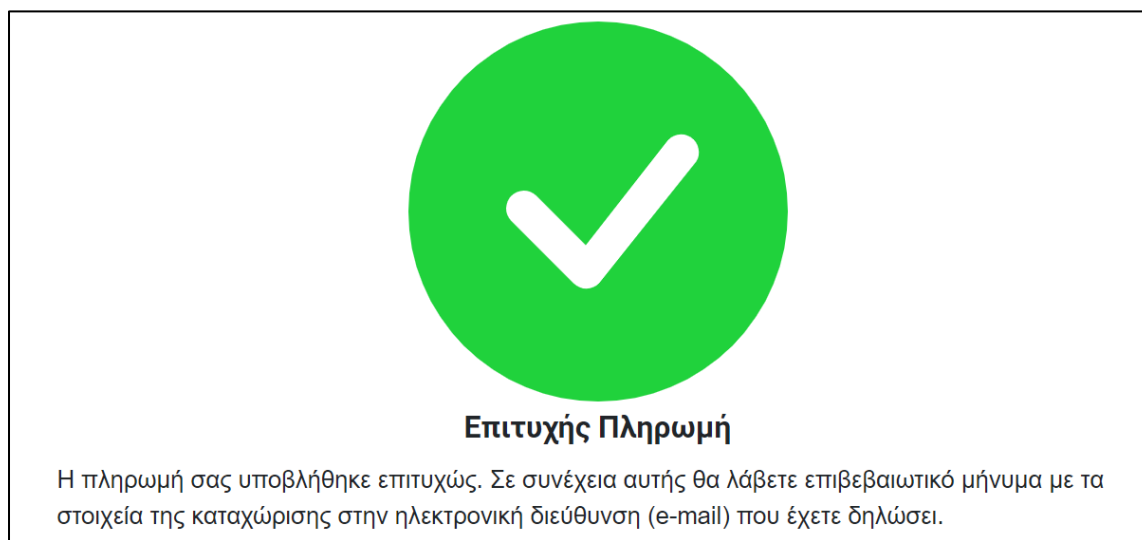 Επιτυχής Πληρωμή
Η πληρωμή σας υποβλήθηκε επιτυχώς. Σε συνέχεια αυτής θα λάβετε επιβεβαιωτικό μήνυμα με τα
στοιχεία της καταχώρισης στην ηλεκτρονική διεύθυνση (e-mail) που έχετε δηλώσει.